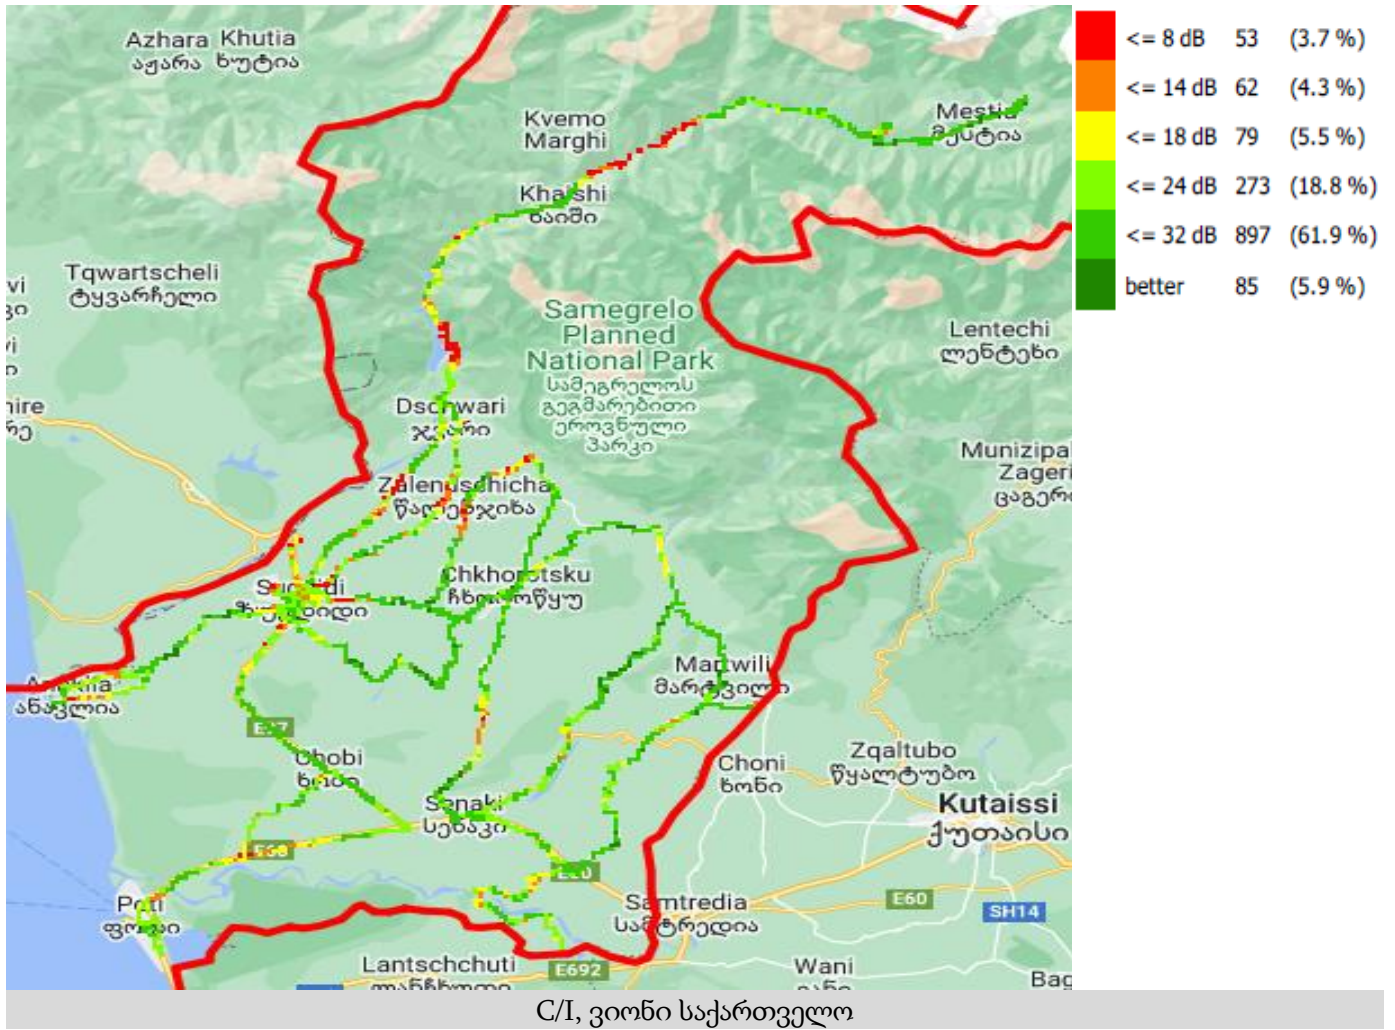 Azhara Khutia
აჟარა ხუტია
Kvemo
Marghi
Mestia
მესტია
Khaishi
ხაიში
Tqwartscheli
ტყვარჩელი
Samegrelo
Planned
National Park
სამეგრელოს
გეგმარებითი
ეროვნული
პარკი
Lentechi
ლენტეხი
Dschwari
ჯვარი
Zalendschicha
წალენჯიხა
Munizipa
Zageri
ცაგერი
Sugdidi
ზუგდიდი
Chkhorotsku
ჩხოროწყუ
Martwili
მარტვილი
Anaklia
ანაკლია
E97
Chobi
ხობი
Senaki
სენაკი
Choni
ხონი
Zqaltubo
წყალტუბო
Kutaissi
ქუთაისი
E60
E60
E60
SH14
Poti
ფოთი
Samtredia
სამტრედია
Lantschchuti
E692
Wani
Bag
<= 8 dB 53 (3.7 %)
<= 14 dB 62 (4.3 %)
<= 18 dB 79 (5.5 %)
<= 24 dB 273 (18.8 %)
<= 32 dB 897 (61.9 %)
better 85 (5.9 %)
C/I, ვიონი საქართველო